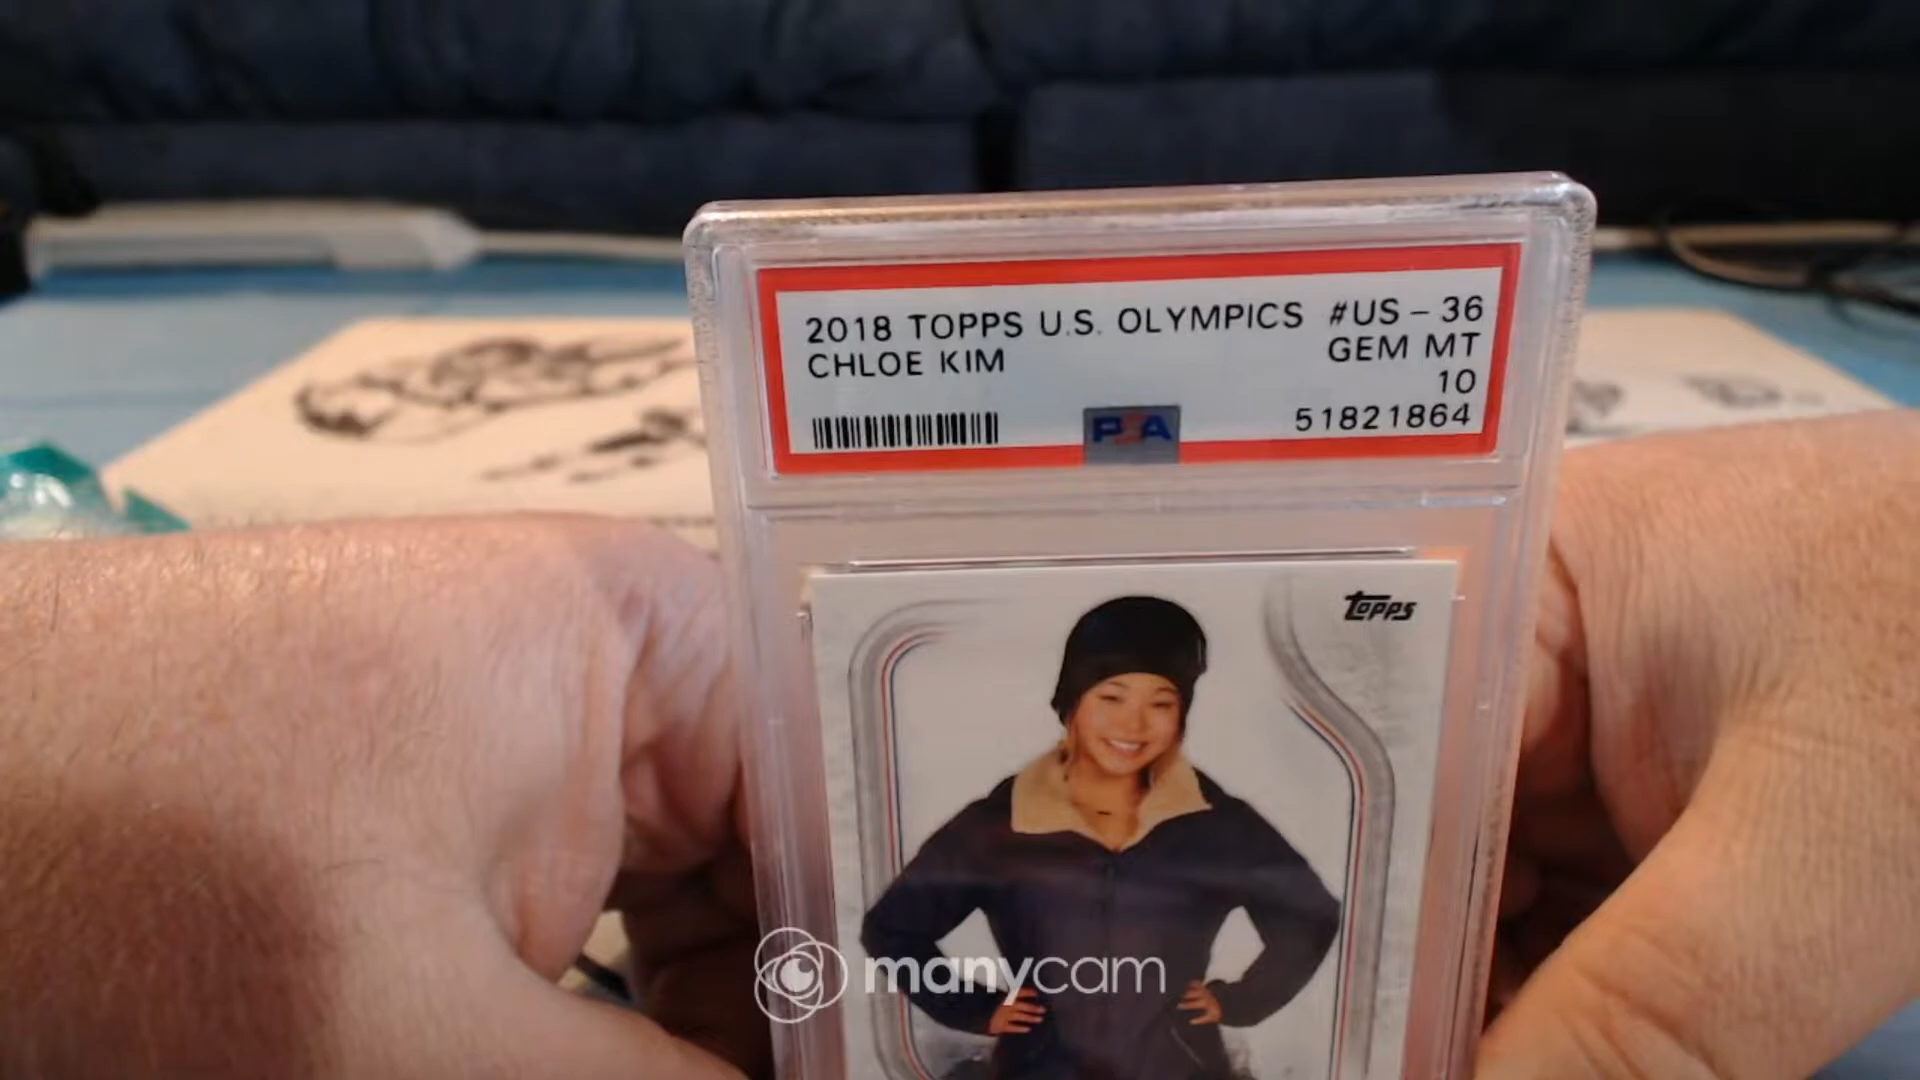 2018 TOPPS U.S. OLYMPICS #US-36
CHLOE KIM GEM MT
10
PSA 51821864
Topps
manycam